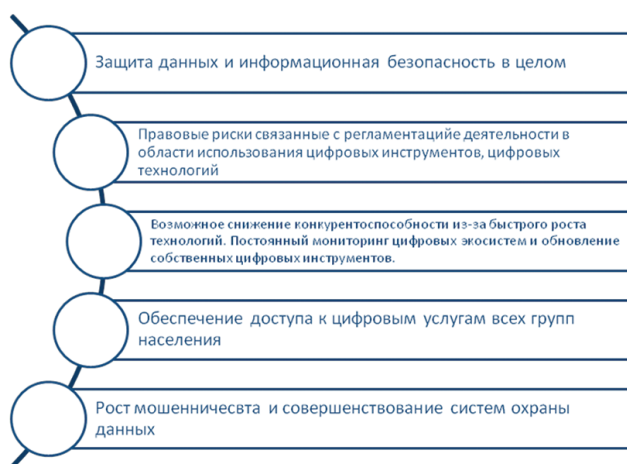 Защита данных и информационная безопасность в целом
Правовые риски связанные с регламентацийе деятельности в
области использования цифровых инструментов, цифровых
технологий
Возможное снижение конкурентоспособности из-за быстрого роста
технологий. Постоянный мониторинг цифровых экосистем и обновление
собственных цифровых инструментов.
Обеспечение доступа к цифровым услугам всех групп
населения
Рост мошенничесвта и совершенствование систем охраны
данных